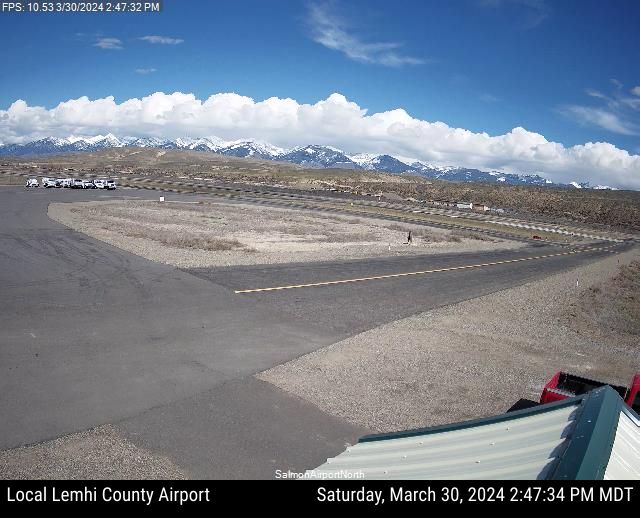 FPS: 10.53 3/30/2024 2:47:32 PM
SalmonAirportNorth
Local Lemhi County Airport Saturday, March 30, 2024 2:47:34 PM MDT